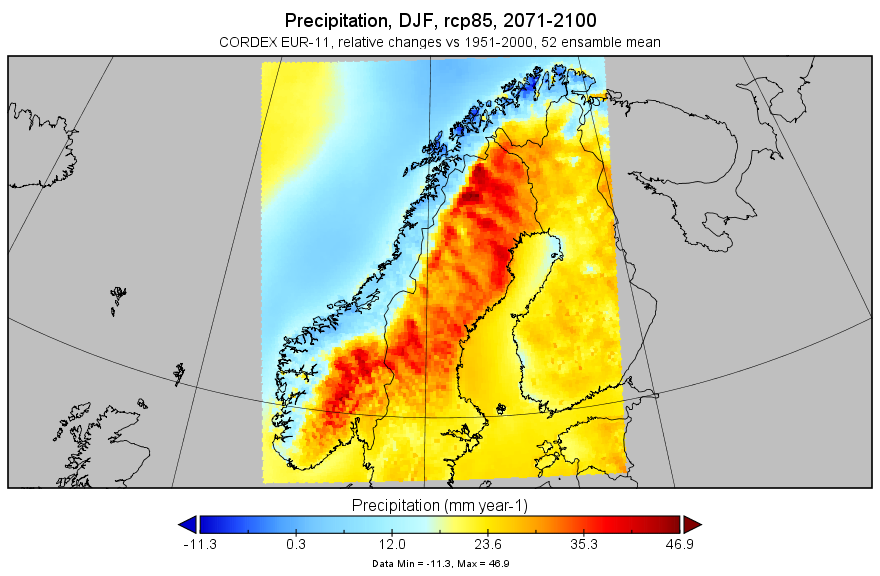 Precipitation, DJF, rcp85, 2071-2100
CORDEX EUR-11, relative changes vs 1951-2000, 52 ensamble mean
Precipitation (mm year-1)
-11.3 0.3 12.0 23.6 35.3 46.9
Data Min = -11.3, Max = 46.9